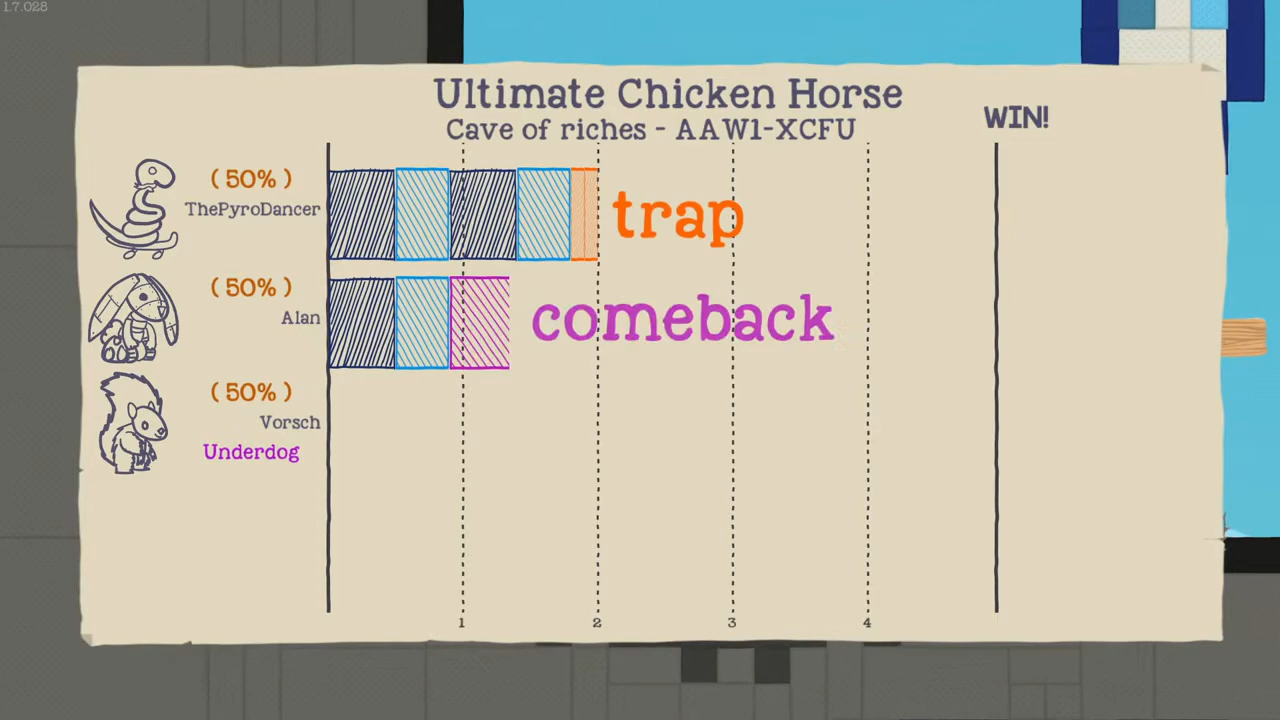 1.7.028
Ultimate Chicken Horse
Cave of riches - AAW1-XCFU
WIN!
( 50% )
ThePyroDancer
trap
( 50% )
Alan
comeback
( 50% )
Vorsch
Underdog
1 2 3 4